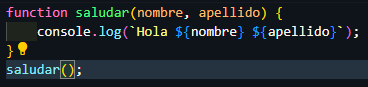 function saludar(nombre, apellido) {
    console.log(`Hola ${nombre} ${apellido}`);
}
saludar();